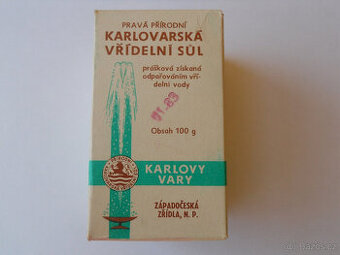 PRAVÁ PŘÍRODNÍ
KARLOVARSKÁ
VŘÍDELNÍ SŮL
prášková získaná
odpařováním vří-
delní vody
Obsah 100 g
KARLOVY
VARY
ZÁPADOČESKÁ
ZŘÍDLA, N. P.